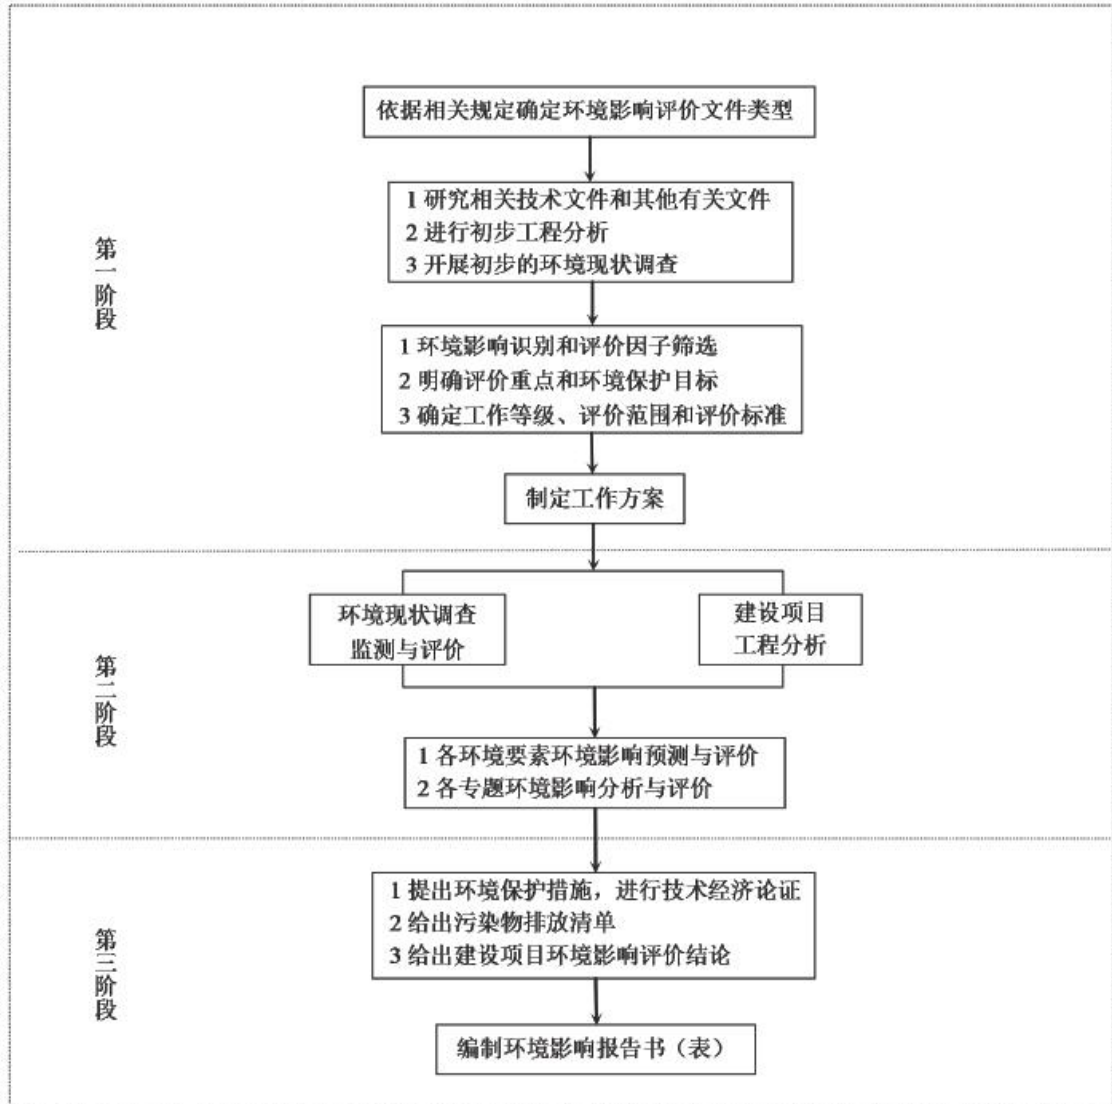 依据相关规定确定环境影响评价文件类型
1 研究相关技术文件和其他有关文件
2 进行初步工程分析
3 开展初步的环境现状调查
第一阶段
1 环境影响识别和评价因子筛选
2 明确评价重点和环境保护目标
3 确定工作等级、评价范围和评价标准
制定工作方案
环境现状调查
监测与评价
建设项目
工程分析
第二阶段
1 各环境要素环境影响预测与评价
2 各专题环境影响分析与评价
1 提出环境保护措施，进行技术经济论证
2 给出污染物排放清单
3 给出建设项目环境影响评价结论
第三阶段
编制环境影响报告书（表）